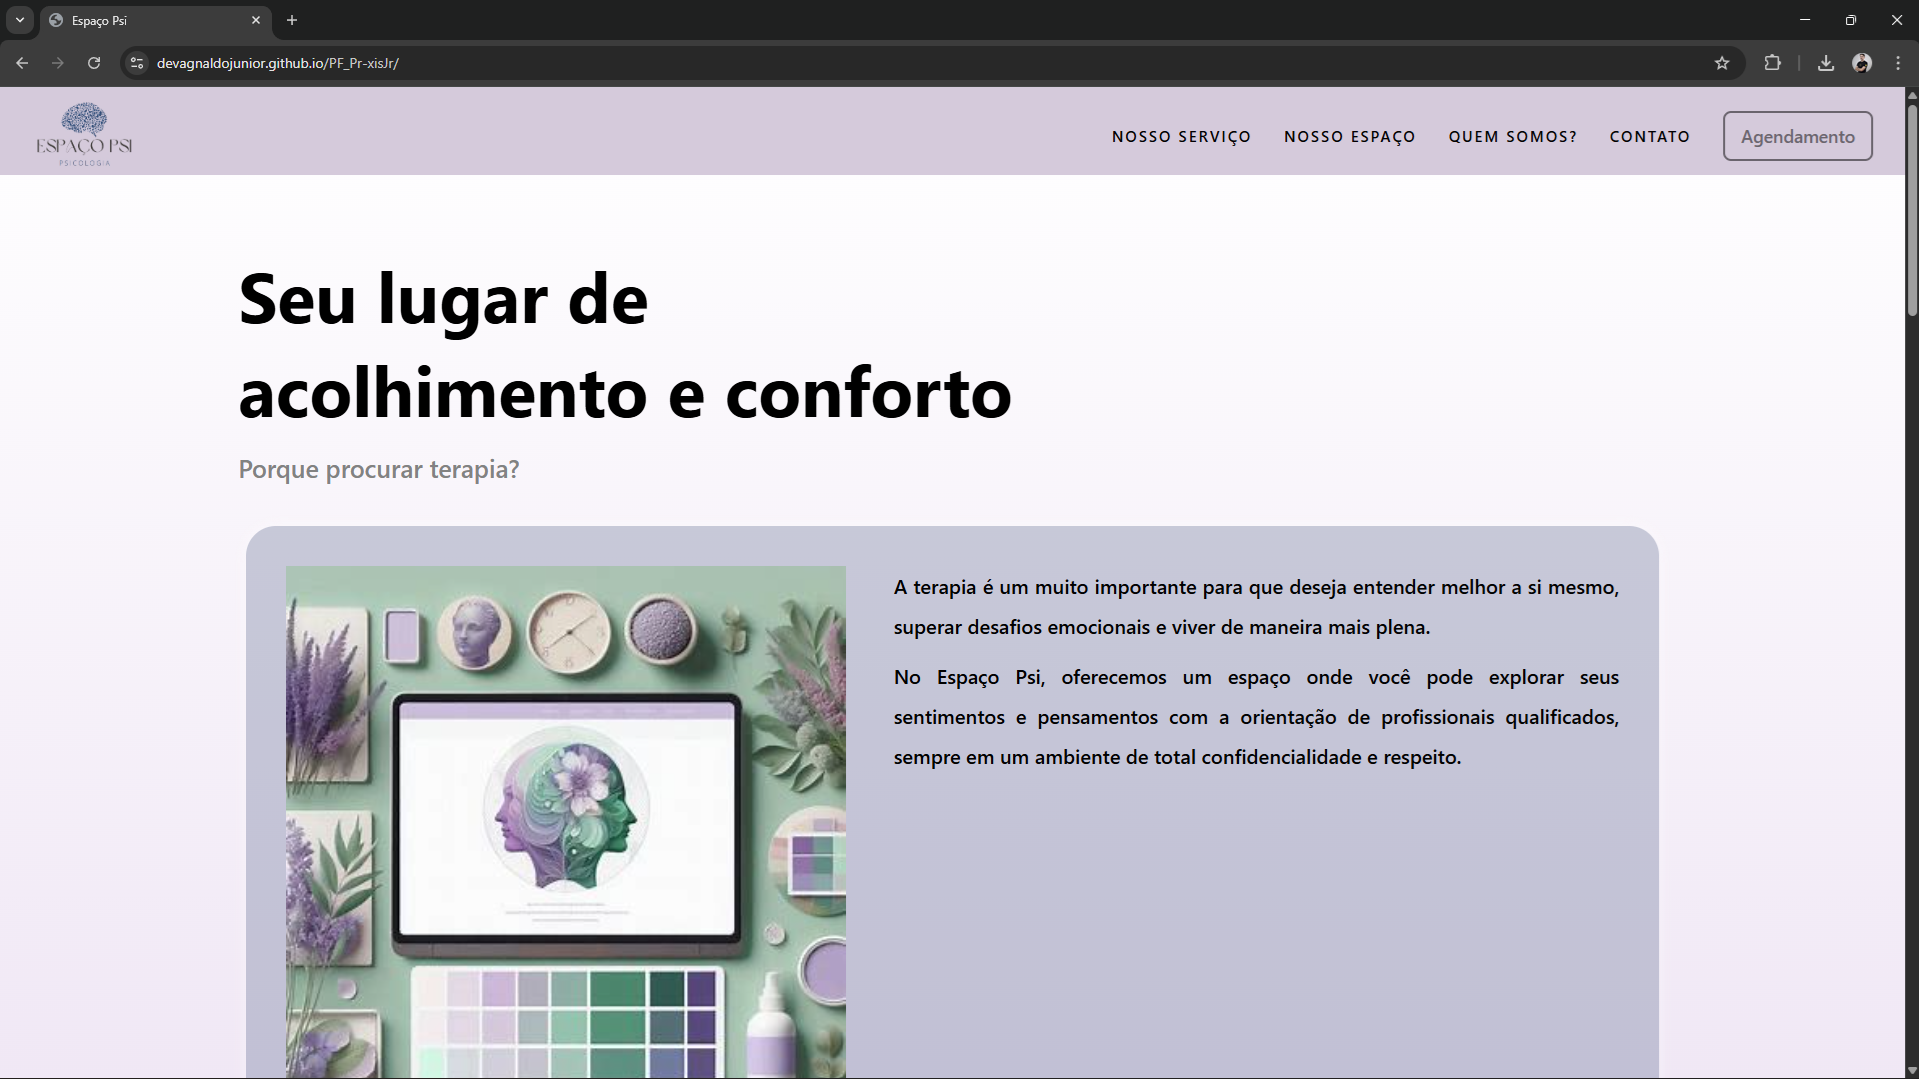 Espaço Psi
devagnaldojunior.github.io/PF_Pr-xisJr/
ESPAÇO PSI
PSICOLOGIA
NOSSO SERVIÇO
NOSSO ESPAÇO
QUEM SOMOS?
CONTATO
Agendamento
Seu lugar de
acolhimento e conforto
Porque procurar terapia?
A terapia é um muito importante para que deseja entender melhor a si mesmo,
superar desafios emocionais e viver de maneira mais plena.
No Espaço Psi, oferecemos um espaço onde você pode explorar seus
sentimentos e pensamentos com a orientação de profissionais qualificados,
sempre em um ambiente de total confidencialidade e respeito.